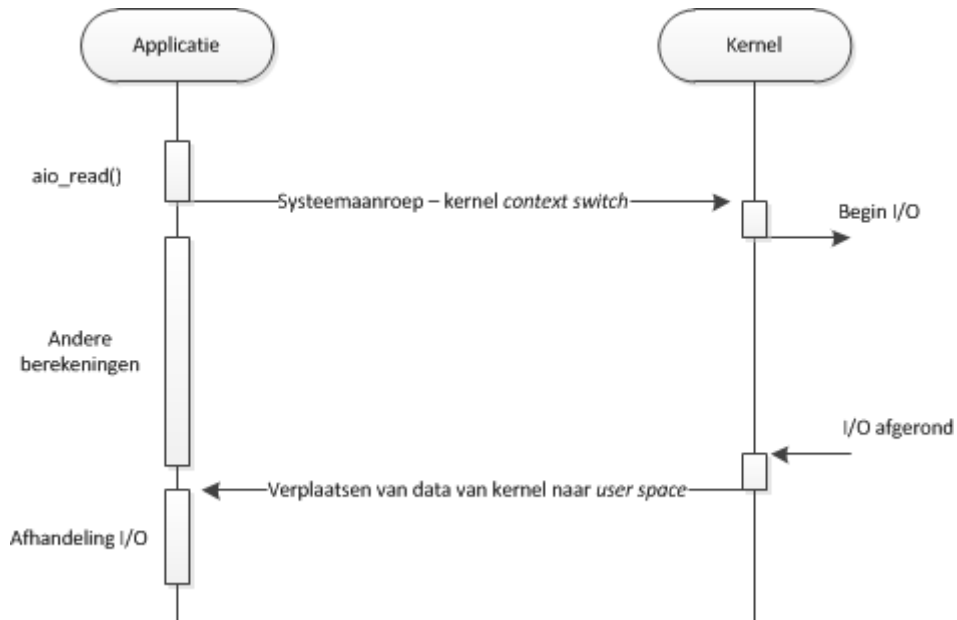 Applicatie
Kernel
aio_read()
Systeemaanroep – kernel context switch
Begin I/O
Andere
berekeningen
I/O afgerond
Verplaatsen van data van kernel naar user space
Afhandeling I/O